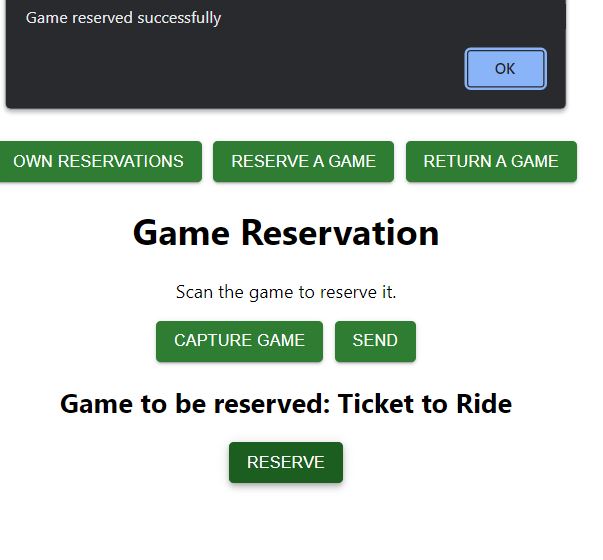 Game reserved successfully
OK
OWN RESERVATIONS
RESERVE A GAME
RETURN A GAME
Game Reservation
Scan the game to reserve it.
CAPTURE GAME
SEND
Game to be reserved: Ticket to Ride
RESERVE